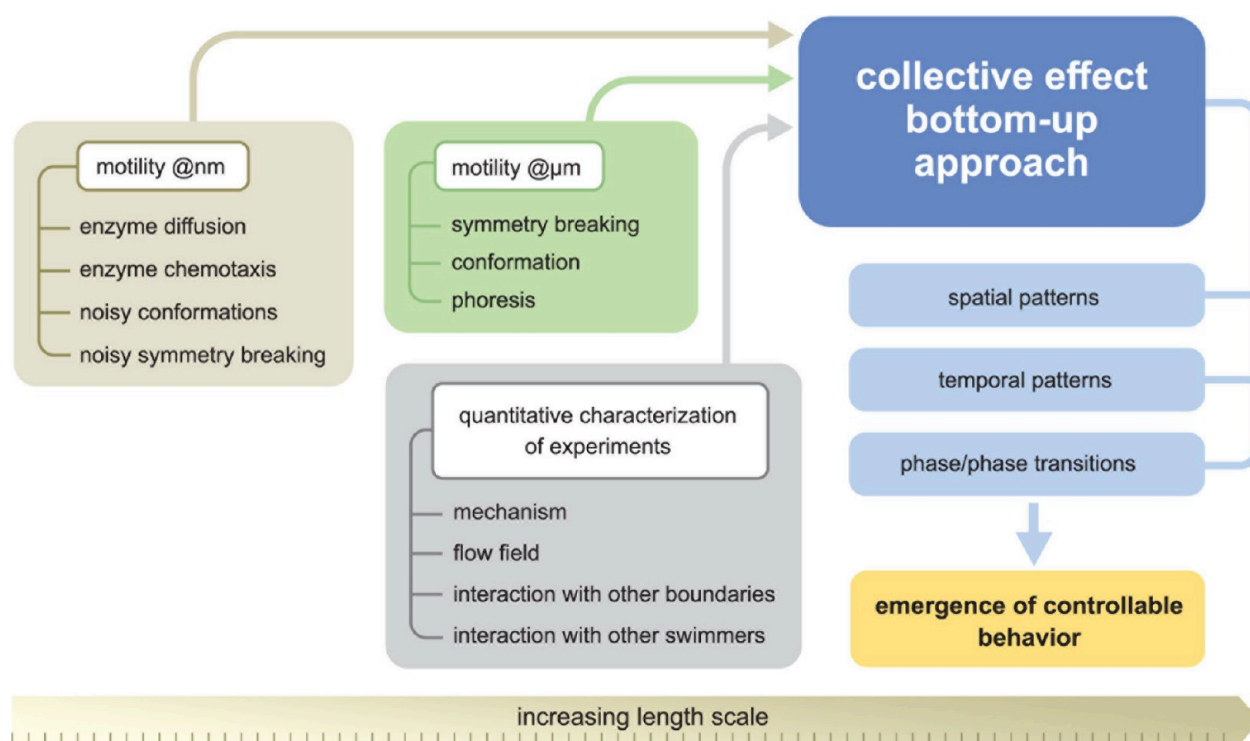 collective effect
bottom-up
approach
motility @nm
enzyme diffusion
enzyme chemotaxis
noisy conformations
noisy symmetry breaking
motility @µm
symmetry breaking
conformation
phoresis
quantitative characterization
of experiments
mechanism
flow field
interaction with other boundaries
interaction with other swimmers
spatial patterns
temporal patterns
phase/phase transitions
emergence of controllable
behavior
increasing length scale